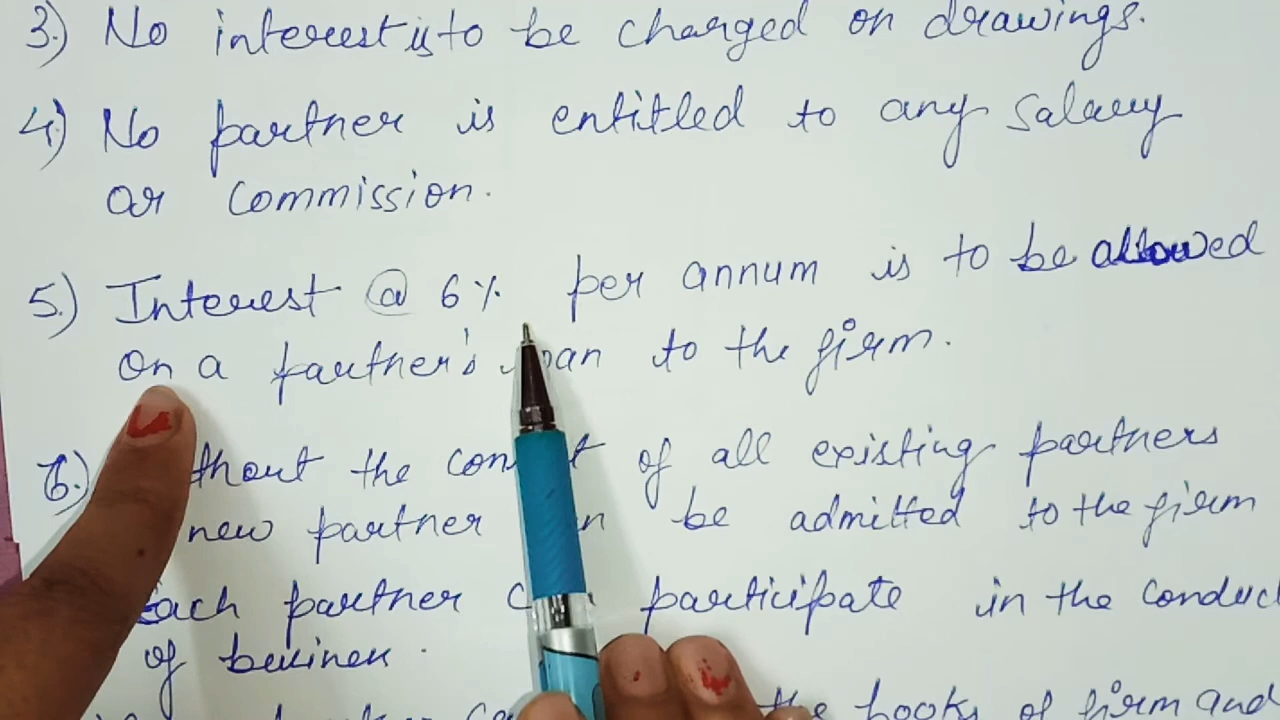 3.) No interest is to be charged on drawings.
4.) No partner is entitled to any salary
or commission.
5.) Interest @ 6% per annum is to be allowed
on a partner's loan to the firm.
6.) the of all existing partners
new partner be admitted to the firm
Each partner participate in the conduct
of business.
the books of firm and